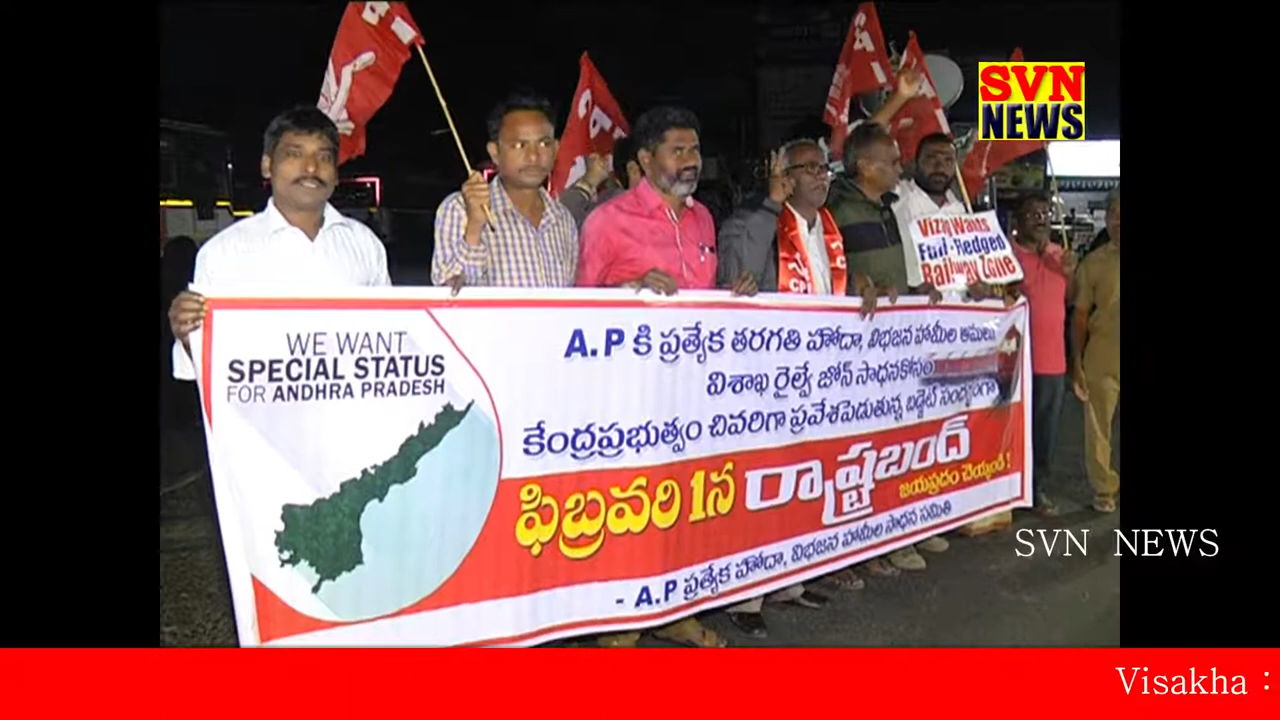 SVN
NEWS
Vizag Wants
Full-Fledged
Railway Zone
WE WANT
SPECIAL STATUS
FOR ANDHRA PRADESH
A.P కి ప్రత్యేక తరగతి హోదా, విభజన హామీల అమలు,
విశాఖ రైల్వే జోన్ సాధనకోసం
కేంద్రప్రభుత్వం చివరిగా ప్రవేశపెడుతున్న బడ్జెట్ సందర్భంగా
ఫిబ్రవరి 1న రాష్ట్రబంద్
జయప్రదం చెయ్యండి !
- A.P ప్రత్యేక హోదా, విభజన హామీల సాధన సమితి
SVN NEWS
Visakha :